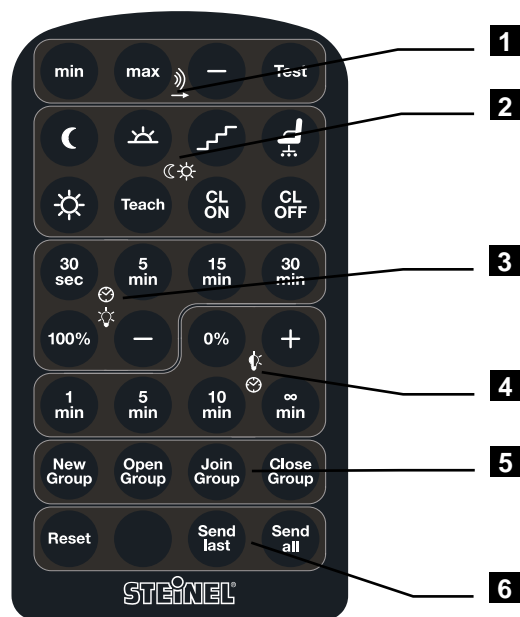 min max — Test
1
2
Teach CL ON CL OFF
30 sec 5 min 15 min 30 min
3
100% — 0% +
4
1 min 5 min 10 min ∞ min
New Group Open Group Join Group Close Group
5
Reset Send last Send all
6
STEINEL®